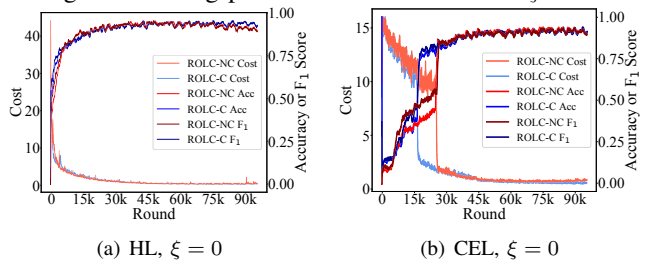 40
30
20
10
0
Cost
ROLC-NC Cost
ROLC-C Cost
ROLC-NC Acc
ROLC-C Acc
ROLC-NC F1
ROLC-C F1
1.00
0.75
0.50
0.25
0.00
Accuracy or F1 Score
0 15k 30k 45k 60k 75k 90k
Round
(a) HL, ξ = 0
15
10
5
0
Cost
ROLC-NC Cost
ROLC-C Cost
ROLC-NC Acc
ROLC-C Acc
ROLC-NC F1
ROLC-C F1
1.00
0.75
0.50
0.25
0.00
Accuracy or F1 Score
0 15k 30k 45k 60k 75k 90k
Round
(b) CEL, ξ = 0